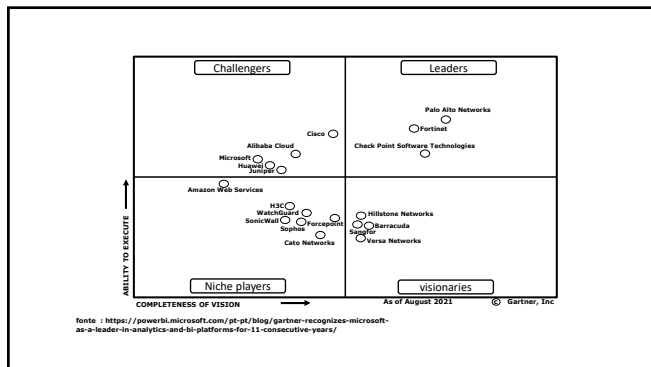 Challengers
Leaders
Palo Alto Networks
Fortinet
Cisco
Check Point Software Technologies
Alibaba Cloud
Microsoft
Huawei
Juniper
Amazon Web Services
H3C
WatchGuard
SonicWall
Forcepoint
Sophos
Cato Networks
Hillstone Networks
Barracuda
Sangfor
Versa Networks
ABILITY TO EXECUTE
Niche players
visionaries
COMPLETENESS OF VISION
As of August 2021
© Gartner, Inc
fonte : https://powerbi.microsoft.com/pt-pt/blog/gartner-recognizes-microsoft-
as-a-leader-in-analytics-and-bi-platforms-for-11-consecutive-years/